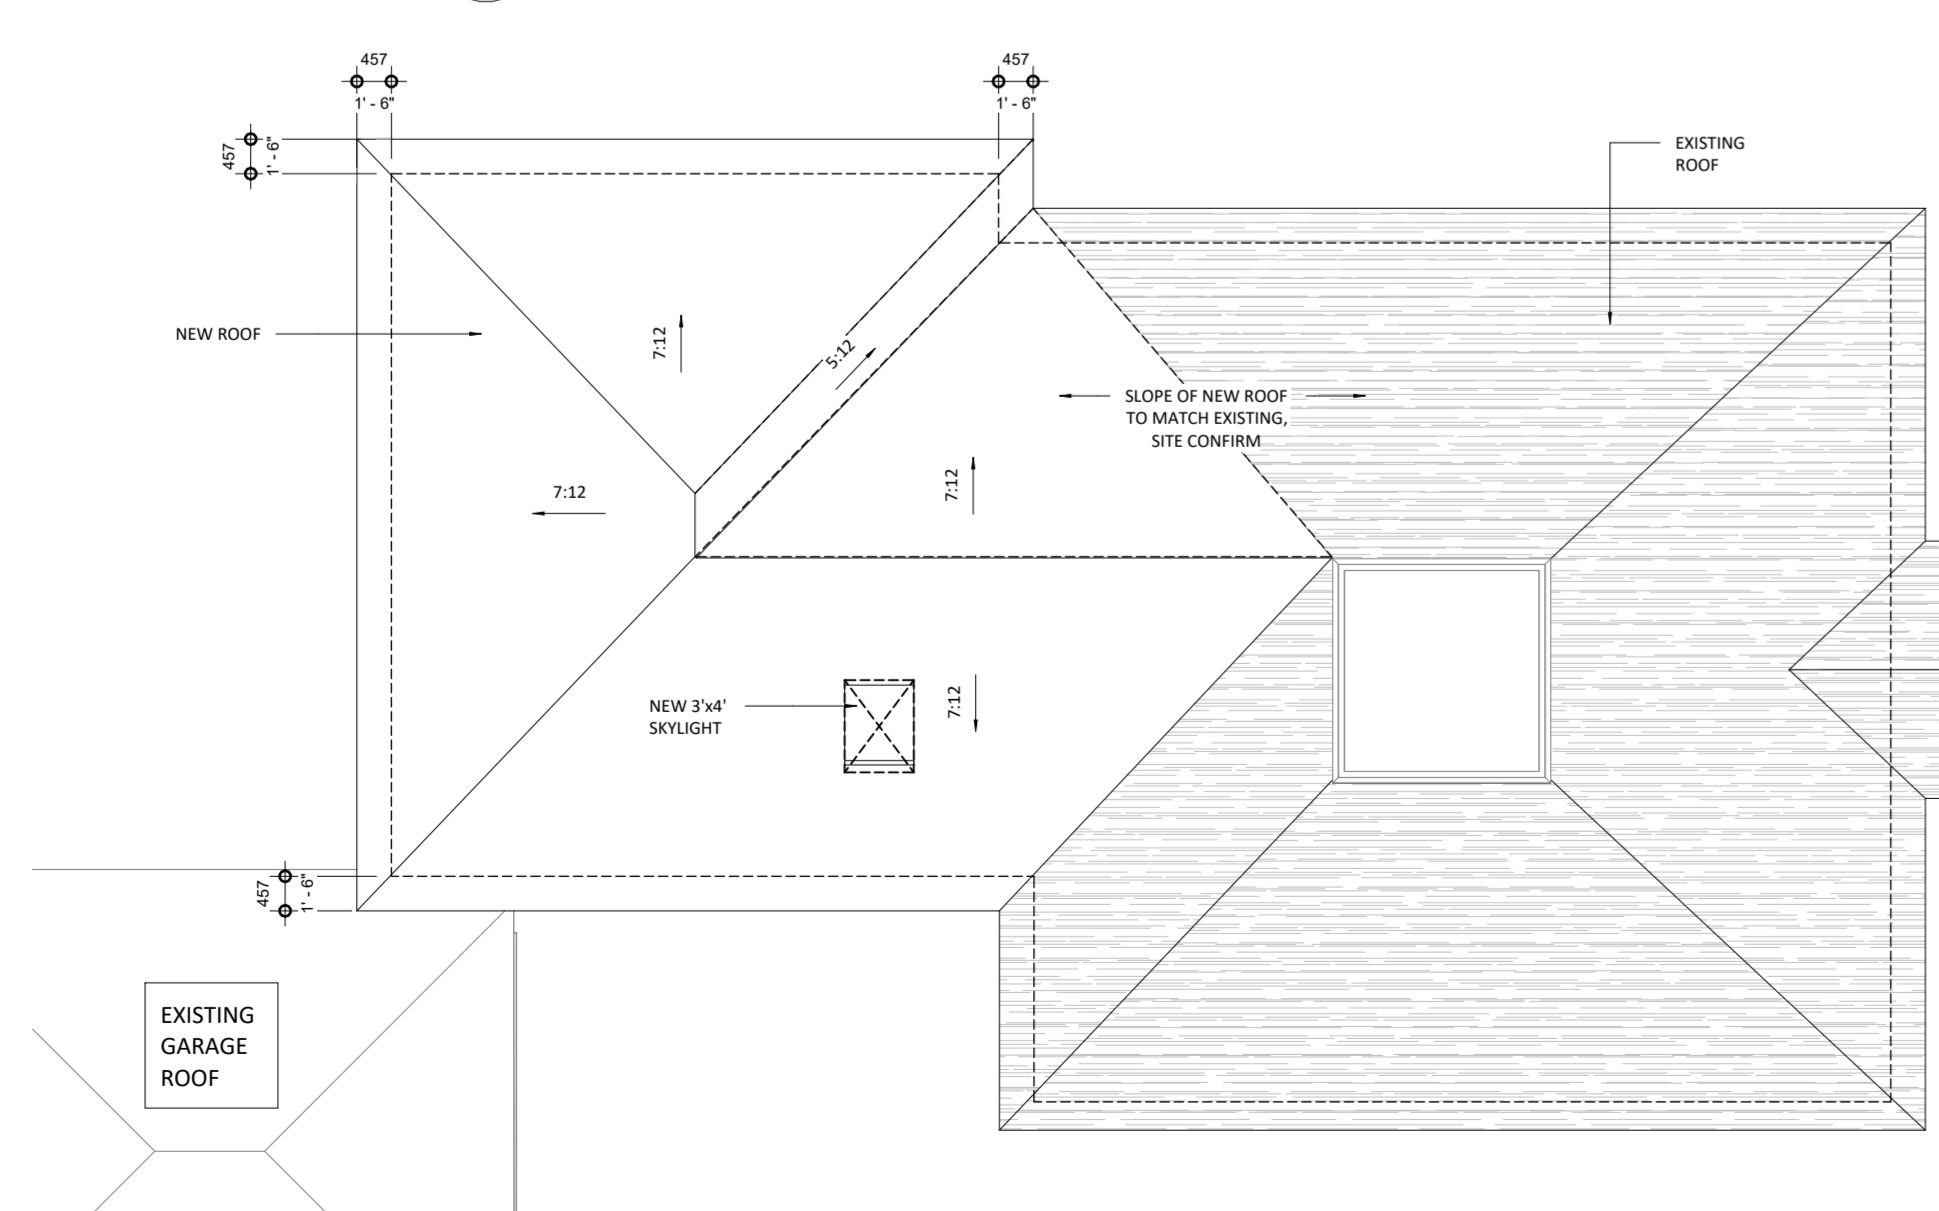 457
1' - 6"
457
1' - 6"
457
1' - 6"
EXISTING
ROOF
NEW ROOF
7:12
5:12
SLOPE OF NEW ROOF
TO MATCH EXISTING,
SITE CONFIRM
7:12
7:12
NEW 3'x4'
SKYLIGHT
7:12
457
1' - 6"
EXISTING
GARAGE
ROOF